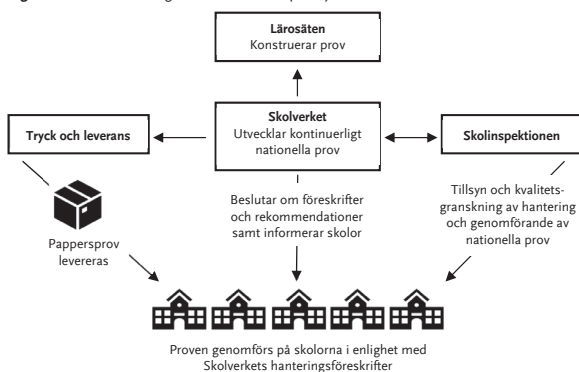 Lärosäten
Konstruerar prov
Skolverket
Utvecklar kontinuerligt
nationella prov
Tryck och leverans
Skolinspektionen
Beslutar om föreskrifter
och rekommendationer
samt informerar skolor
Tillsyn och kvalitets-
granskning av hantering
och genomförande av
nationella prov
Pappersprov
levereras
Proven genomförs på skolorna i enlighet med
Skolverkets hanteringsföreskrifter